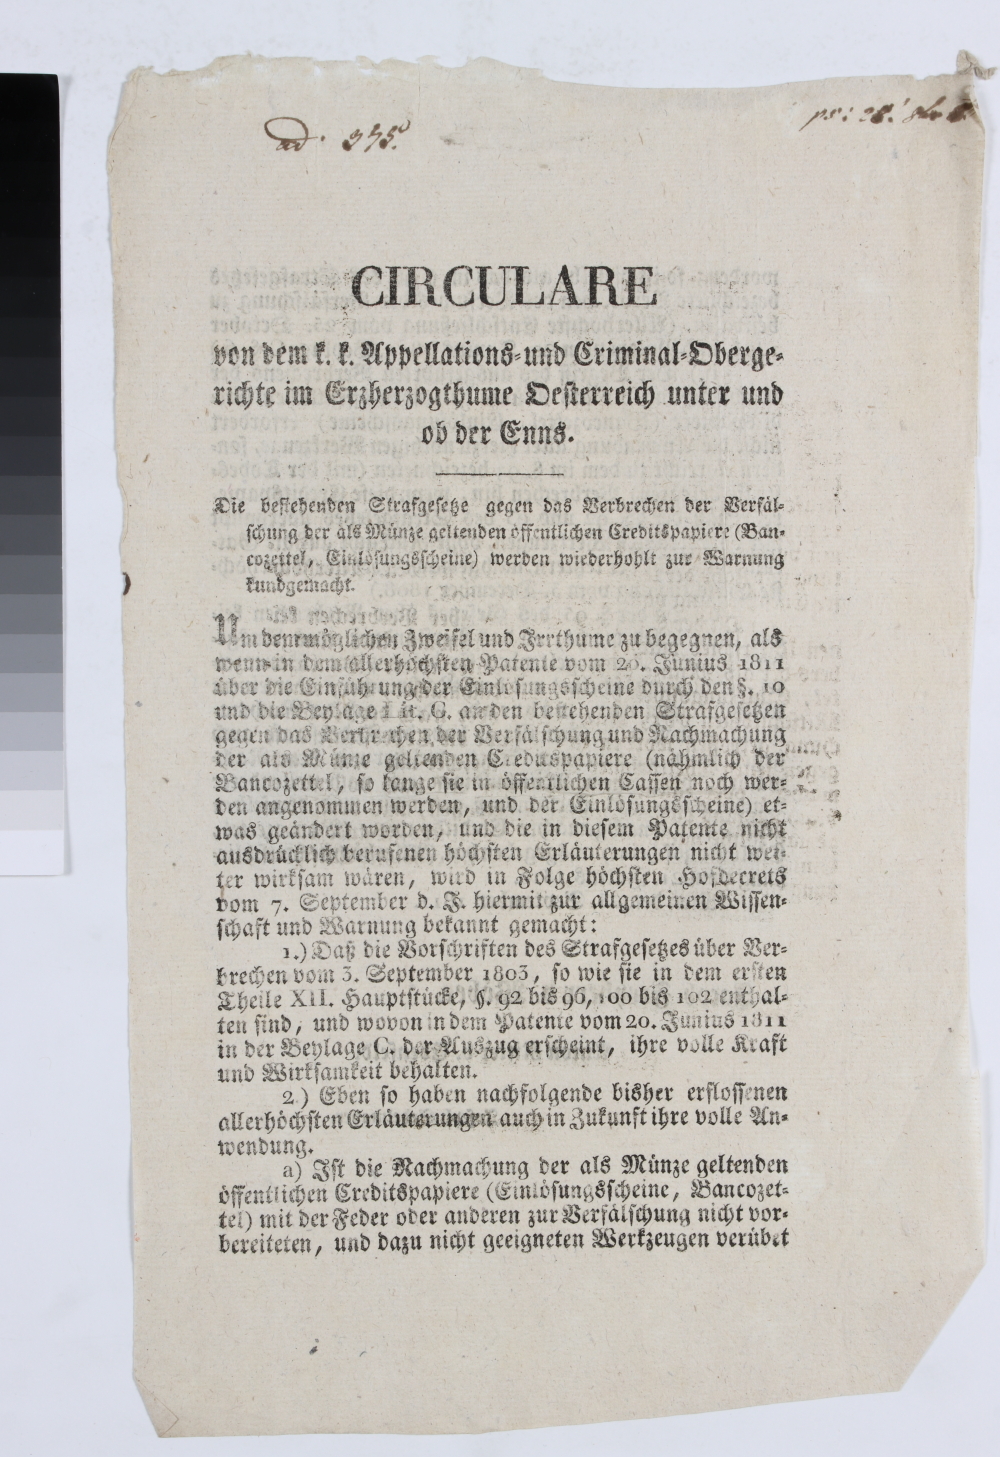 ad. 275.
CIRCULARE
von dem k. k. Appellations- und Criminal-Oberge-
richte im Erzherzogthume Oesterreich unter und
ob der Enns.
Die bestehenden Strafgesetze gegen das Verbrechen der Verfäl-
schung der als Münze geltenden öffentlichen Creditspapiere (Ban-
cozettel, Einlösungsscheine) werden wiederhohlt zur Warnung
kundgemacht.
Um dem möglichen Zweifel und Irrthume zu begegnen, als
wenn in dem allerhöchsten Patente vom 20. Junius 1811
über die Einführung der Einlösungsscheine durch den §. 10
und die Beylage Lit. C. an den bestehenden Strafgesetzen
gegen das Verbrechen der Verfälschung und Nachmachung
der als Münze geltenden Creditspapiere (nähmlich der
Bancozettel, so lange sie in öffentlichen Cassen noch wer-
den angenommen werden, und der Einlösungsscheine) et-
was geändert worden, und die in diesem Patente nicht
ausdrücklich berufenen höchsten Erläuterungen nicht wei-
ter wirksam wären, wird in Folge höchsten Hofdecrets
vom 7. September d. J. hiermit zur allgemeinen Wissen-
schaft und Warnung bekannt gemacht:
1.) Daß die Vorschriften des Strafgesetzes über Ver-
brechen vom 3. September 1803, so wie sie in dem ersten
Theile XII. Hauptstücke, §. 92 bis 96, 100 bis 102 enthal-
ten sind, und wovon in dem Patente vom 20. Junius 1811
in der Beylage C. der Auszug erscheint, ihre volle Kraft
und Wirksamkeit behalten.
2.) Eben so haben nachfolgende bisher erflossenen
allerhöchsten Erläuterungen auch in Zukunft ihre volle An-
wendung.
a) Ist die Nachmachung der als Münze geltenden
öffentlichen Creditspapiere (Einlösungsscheine, Bancozet-
tel) mit der Feder oder anderen zur Verfälschung nicht vor-
bereiteten, und dazu nicht geeigneten Werkzeugen verübet